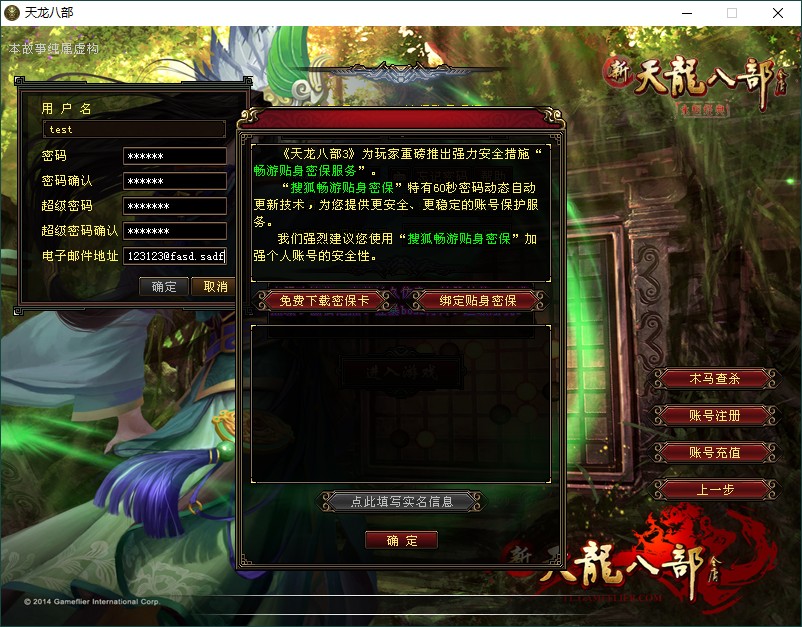 天龙八部
本故事纯属虚构
新天龍八部
用 户 名
test
密码 ******
密码确认 ******
超级密码 *******
超级密码确认 *******
电子邮件地址 123123@fasd.sadf
确定 取消
《天龙八部3》为玩家重磅推出强力安全措施“
畅游贴身密保服务”。
“搜狐畅游贴身密保”特有60秒密码动态自动
更新技术，为您提供更安全、更稳定的账号保护服
务。
我们强烈建议您使用“搜狐畅游贴身密保”加
强个人账号的安全性。
免费下载密保卡 绑定贴身密保
进入游戏
木马查杀
账号注册
账号充值
上一步
点此填写实名信息
确 定
新天龍八部
© 2014 Gameflier International Corp.